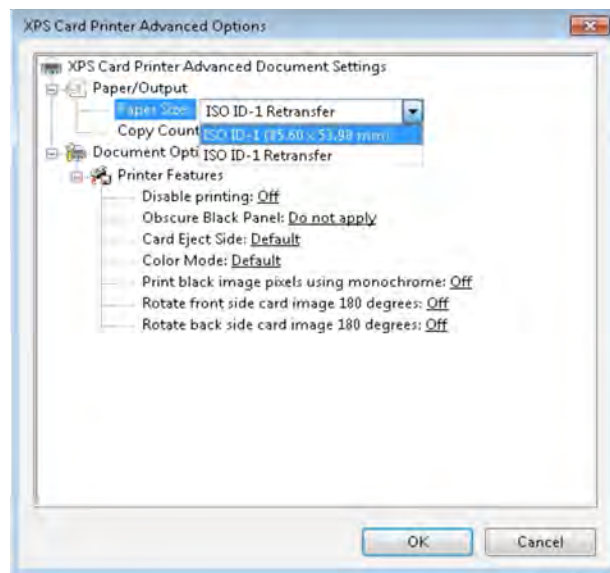 XPS Card Printer Advanced Options
XPS Card Printer Advanced Document Settings
Paper/Output
Paper Size: ISO ID-1 Retransfer
Copy Count
ISO ID-1 (85.60 x 53.98 mm)
Document Opti
ISO ID-1 Retransfer
Printer Features
Disable printing: Off
Obscure Black Panel: Do not apply
Card Eject Side: Default
Color Mode: Default
Print black image pixels using monochrome: Off
Rotate front side card image 180 degrees: Off
Rotate back side card image 180 degrees: Off
OK
Cancel